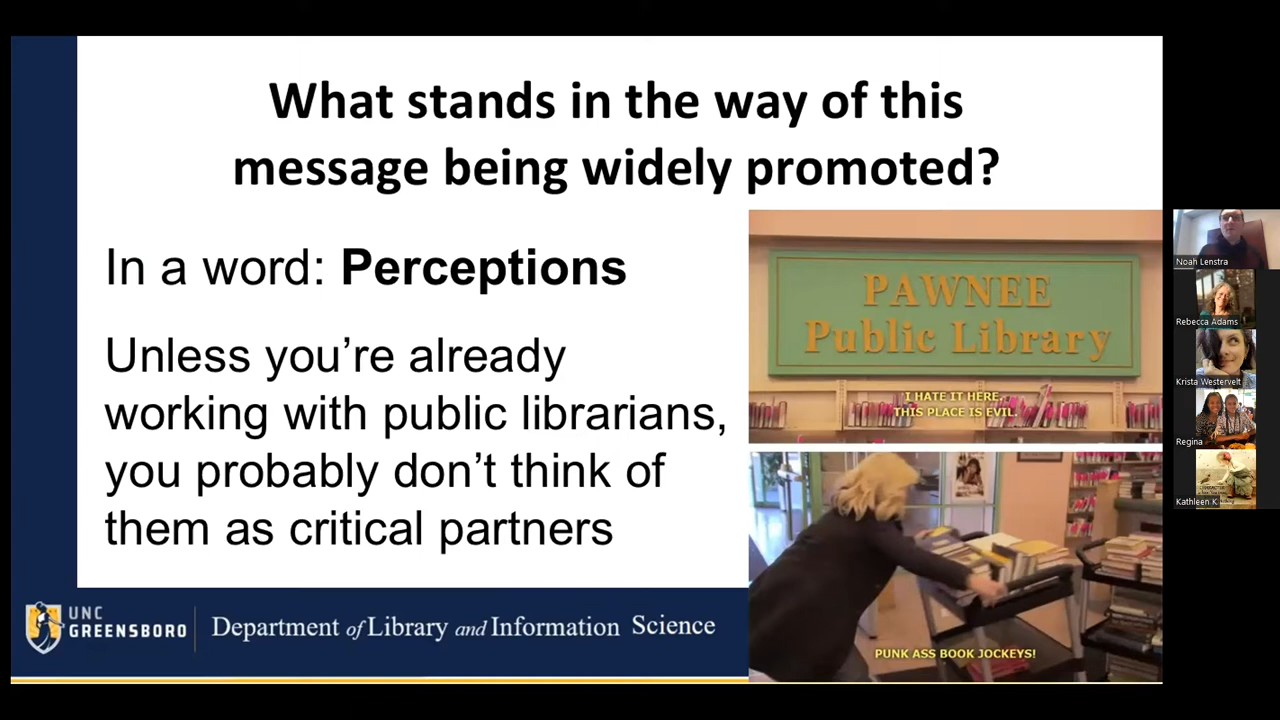 What stands in the way of this
message being widely promoted?
In a word: Perceptions
Unless you’re already
working with public librarians,
you probably don’t think of
them as critical partners
PAWNEE
Public Library
I HATE IT HERE.
THIS PLACE IS EVIL.
PUNK ASS BOOK JOCKEYS!
UNC
GREENSBORO
Department of Library and Information Science
Noah Lenstra
Rebecca Adams
Krista Westervelt
Regina
Kathleen K